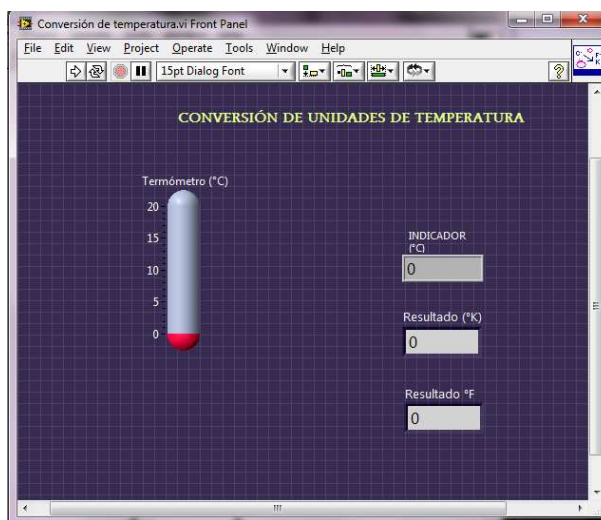 Conversión de temperatura.vi Front Panel
File Edit View Project Operate Tools Window Help
15pt Dialog Font
?
CONVERSIÓN DE UNIDADES DE TEMPERATURA
Termómetro (°C)
20
15
10
5
0
INDICADOR
(°C)
0
Resultado (°K)
0
Resultado °F
0